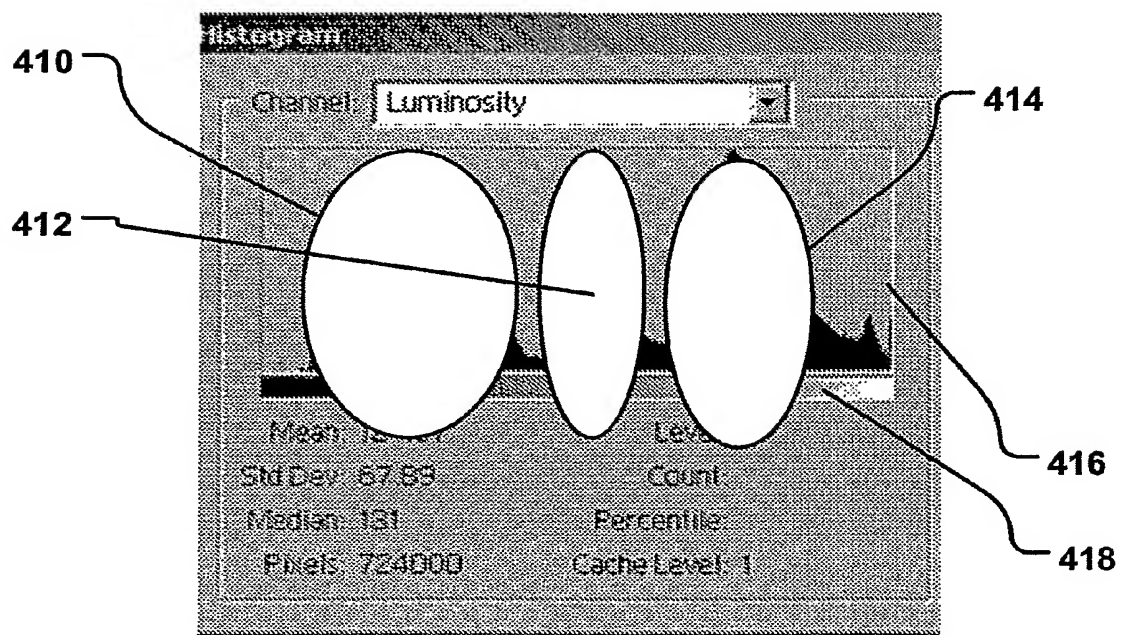 Histogram
410
Channel: Luminosity
414
412
Mean:
Std Dev: 67.89
Count:
416
Median: 131
Percentile:
Pixels: 724000
Cache Level: 1
418